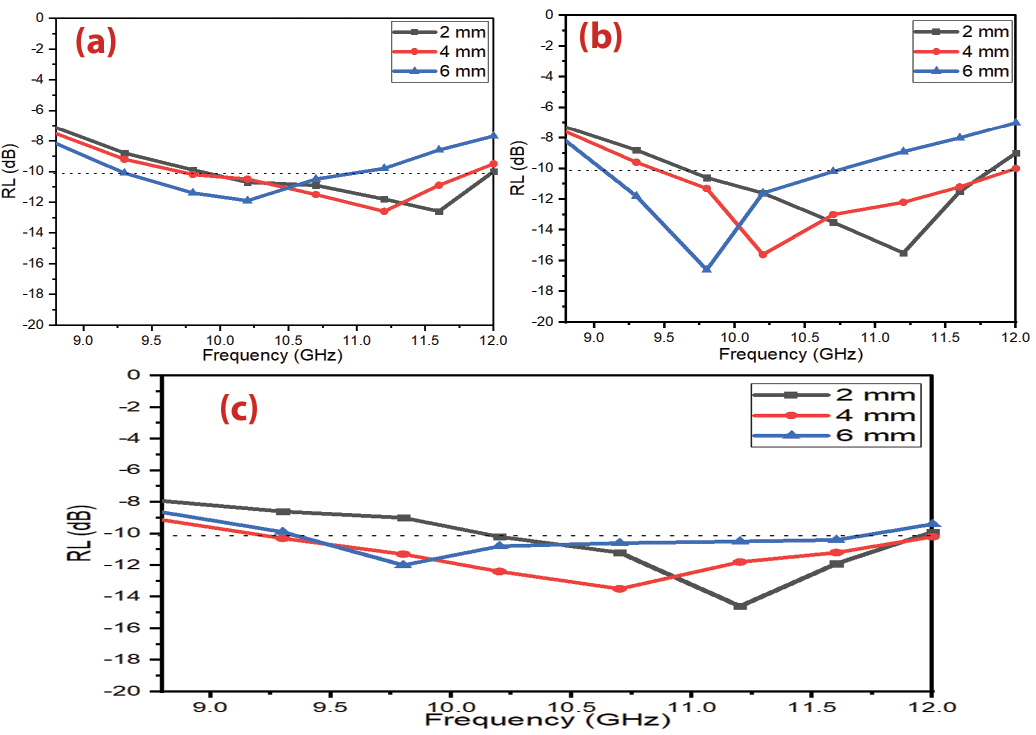 (a)
2 mm
4 mm
6 mm
0
-2
-4
-6
-8
-10
-12
-14
-16
-18
-20
RL (dB)
9.0 9.5 10.0 10.5 11.0 11.5 12.0
Frequency (GHz)
(b)
2 mm
4 mm
6 mm
0
-2
-4
-6
-8
-10
-12
-14
-16
-18
-20
RL (dB)
9.0 9.5 10.0 10.5 11.0 11.5 12.0
Frequency (GHz)
(c)
2 mm
4 mm
6 mm
0
-2
-4
-6
-8
-10
-12
-14
-16
-18
-20
RL (dB)
9.0 9.5 10.0 10.5 11.0 11.5 12.0
Frequency (GHz)